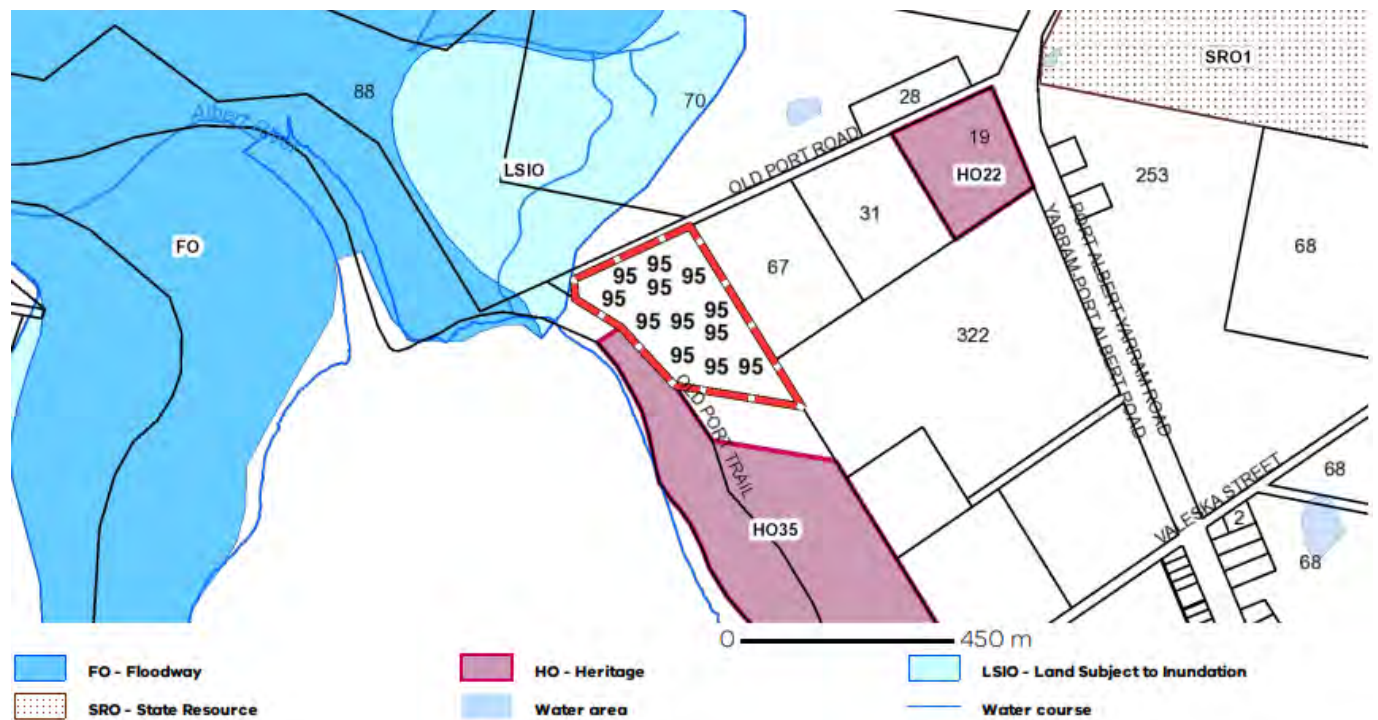 SRO1
88
70
28
Albert River
OLD PORT ROAD
19
LSIO
HO22
253
31
FO
68
67
95
95
95
95
95
95
95
95
95
95
95
95
322
PORT ALBERT YARRAM ROAD
YARRAM-PORT ALBERT ROAD
OLD PORT TRAIL
VALESKA STREET
68
2
HO35
68
0 450 m
FO - Floodway HO - Heritage LSIO - Land Subject to Inundation
SRO - State Resource Water area Water course